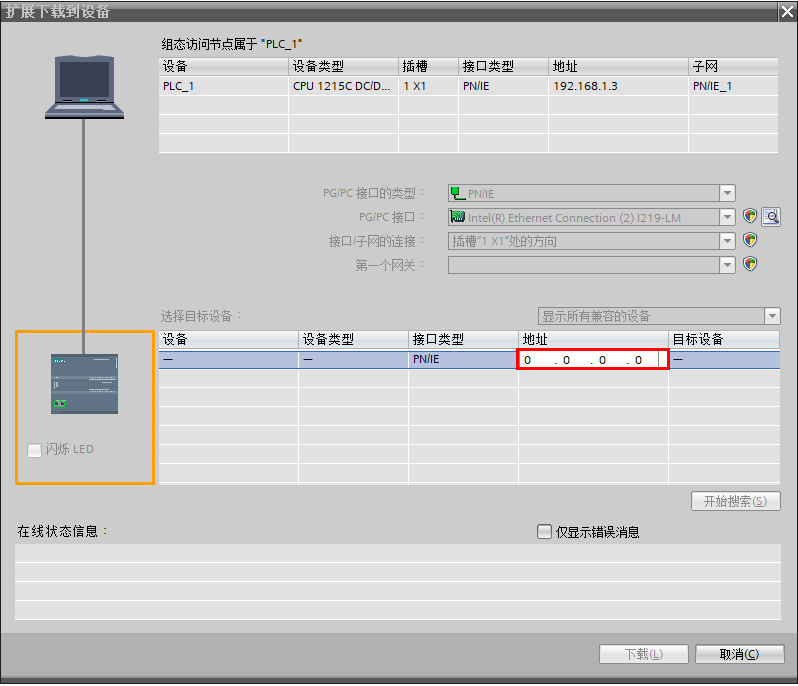 扩展下载到设备
组态访问节点属于 "PLC_1"
设备 设备类型 插槽 接口类型 地址 子网
PLC_1 CPU 1215C DC/D... 1 X1 PN/IE 192.168.1.3 PN/IE_1
PG/PC 接口的类型： PN/IE
PG/PC 接口： Intel(R) Ethernet Connection (2) I219-LM
接口/子网的连接： 插槽"1 X1"处的方向
第一个网关：
选择目标设备： 显示所有兼容的设备
设备 设备类型 接口类型 地址 目标设备
— — PN/IE 0 . 0 . 0 . 0 —
闪烁 LED
开始搜索(S)
在线状态信息： 仅显示错误消息
下载(L) 取消(C)